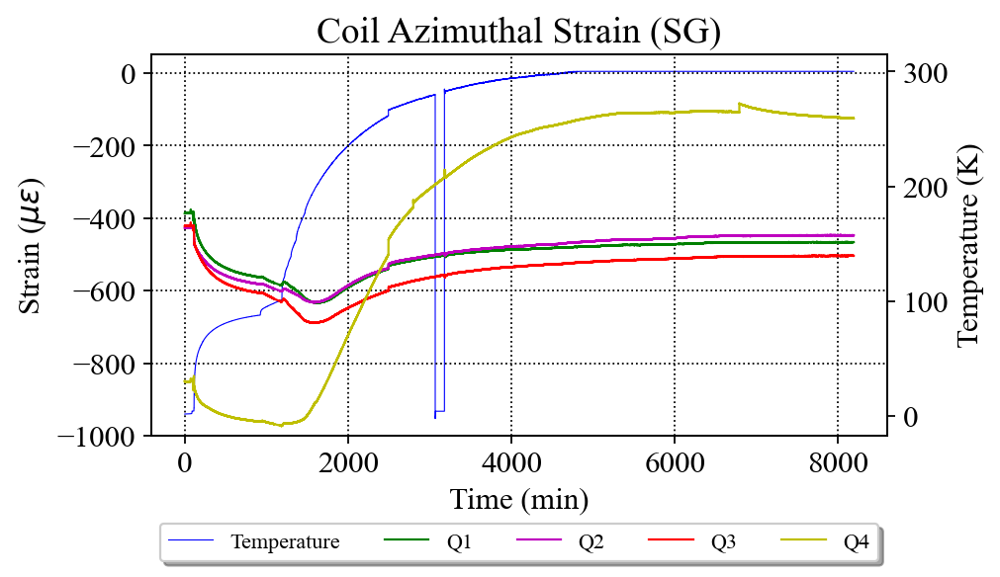 Coil Azimuthal Strain (SG)
0
−200
−400
−600
−800
−1000
Strain (με)
300
200
100
0
Temperature (K)
0 2000 4000 6000 8000
Time (min)
Temperature Q1 Q2 Q3 Q4